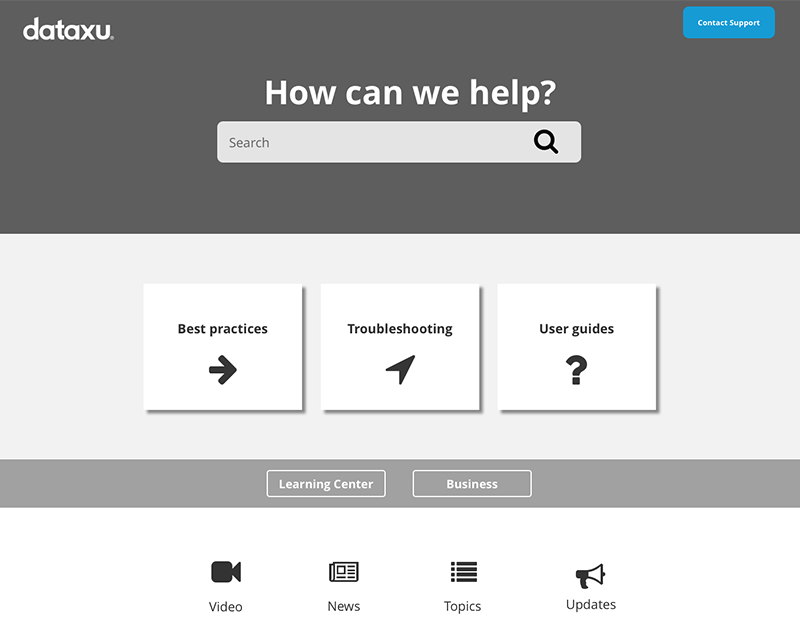 dataxu®
Contact Support
How can we help?
Search
Best practices
Troubleshooting
User guides
?
Learning Center
Business
Video
News
Topics
Updates